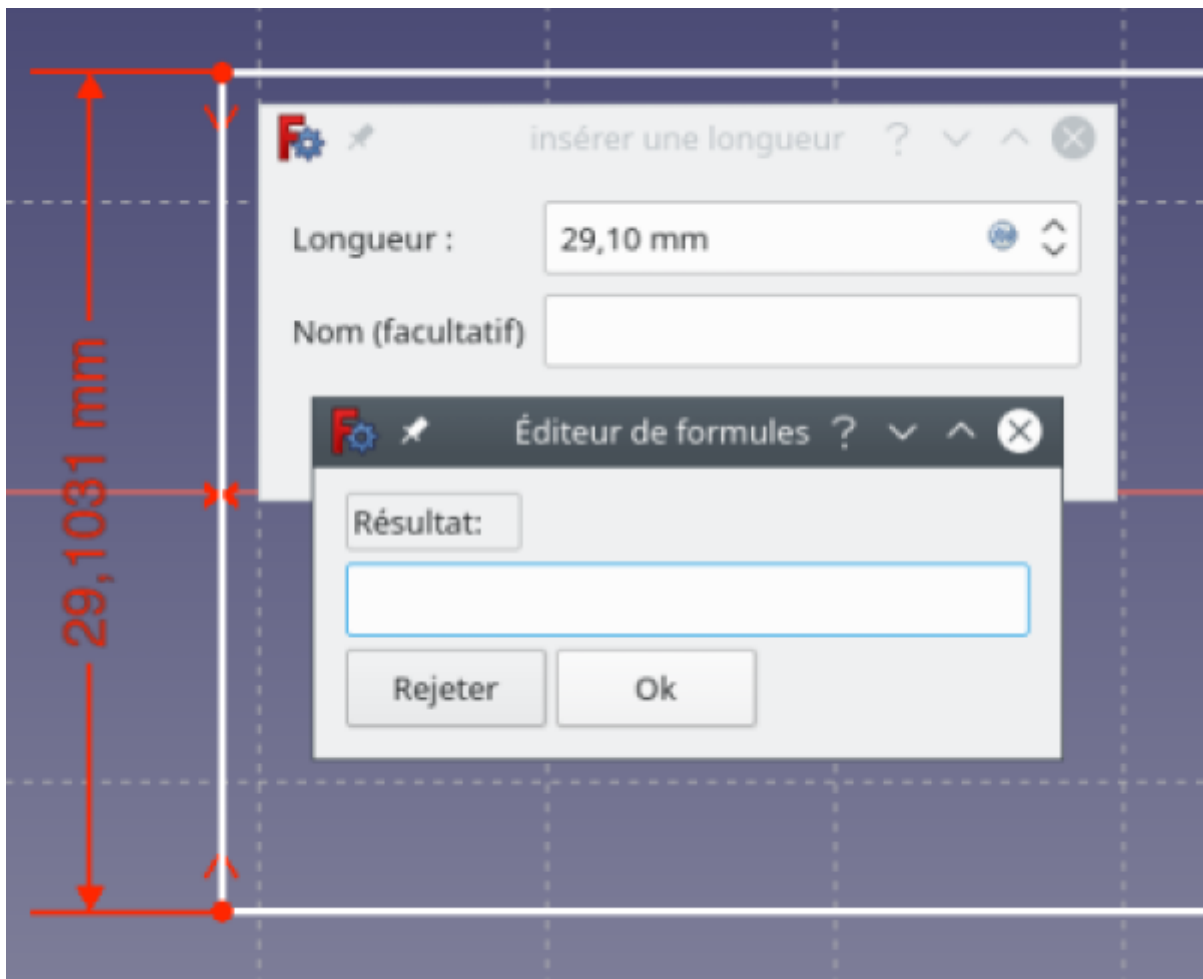 insérer une longueur
Longueur :
29,10 mm
Nom (facultatif)
29,1031 mm
Éditeur de formules
Résultat:
Rejeter
Ok